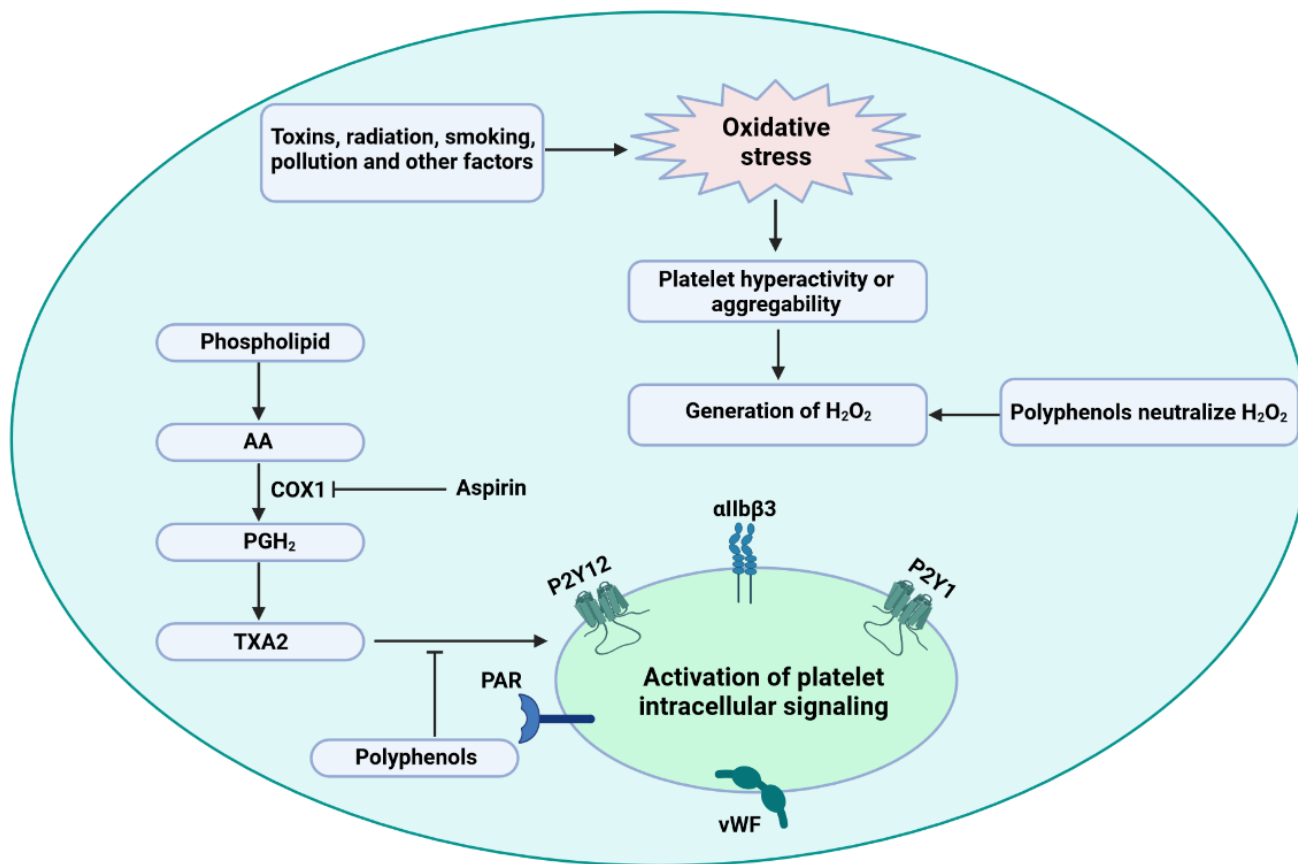 Toxins, radiation, smoking,
pollution and other factors
Oxidative
stress
Platelet hyperactivity or
aggregability
Phospholipid
Generation of H₂O₂
Polyphenols neutralize H₂O₂
AA
COX1
Aspirin
PGH₂
αIIbβ3
P2Y12
P2Y1
TXA2
PAR
Activation of platelet
intracellular signaling
Polyphenols
vWF